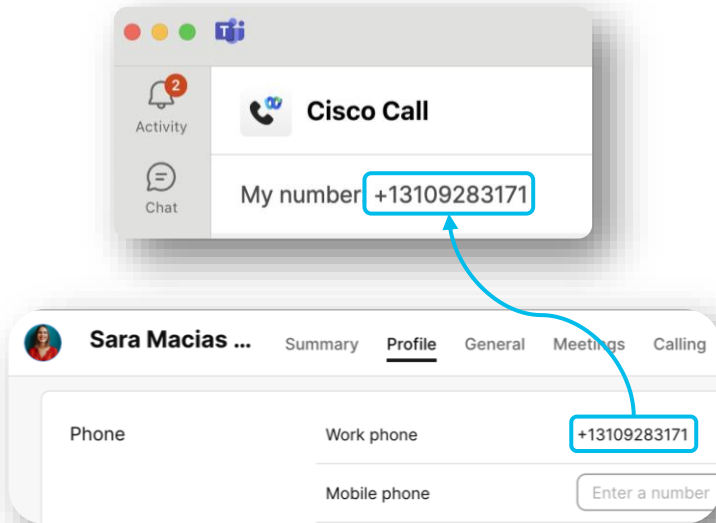 2
Activity
Cisco Call
Chat
My number +13109283171
Sara Macias ...
Summary Profile General Meetings Calling
Phone
Work phone +13109283171
Mobile phone Enter a number